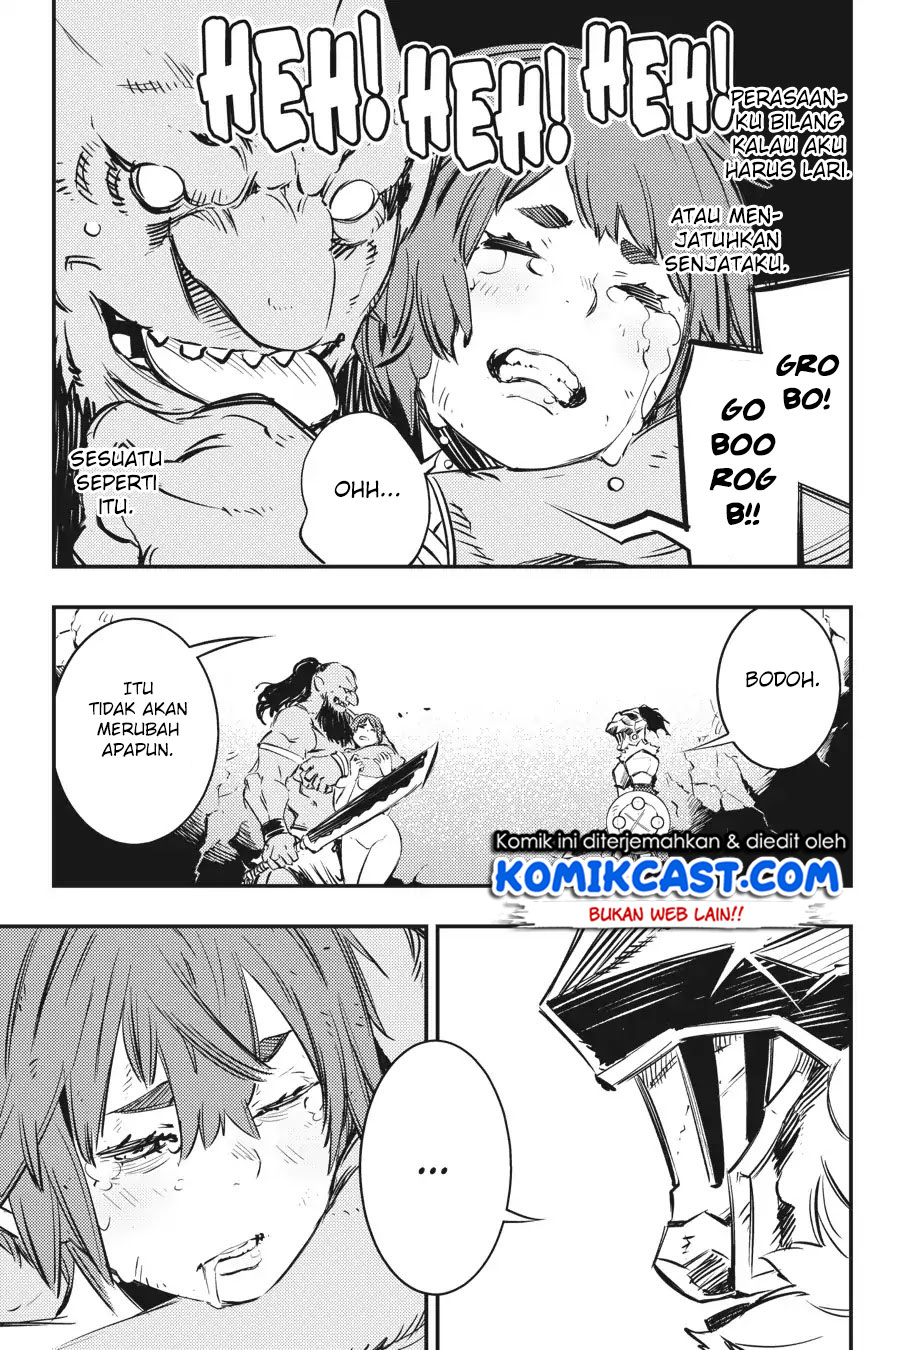 HEH! HEH! HEH!
PERASAAN-
KU BILANG
KALAU AKU
HARUS LARI.
ATAU MEN-
JATUHKAN
SENJATAKU.
GRO
BO!
GO
BOO
ROG
B!!
OHH...
SESUATU
SEPERTI
ITU.
BODOH.
ITU
TIDAK AKAN
MERUBAH
APAPUN.
Komik ini diterjemahkan & diedit oleh
KOMIKCAST.COM
BUKAN WEB LAIN!!
...